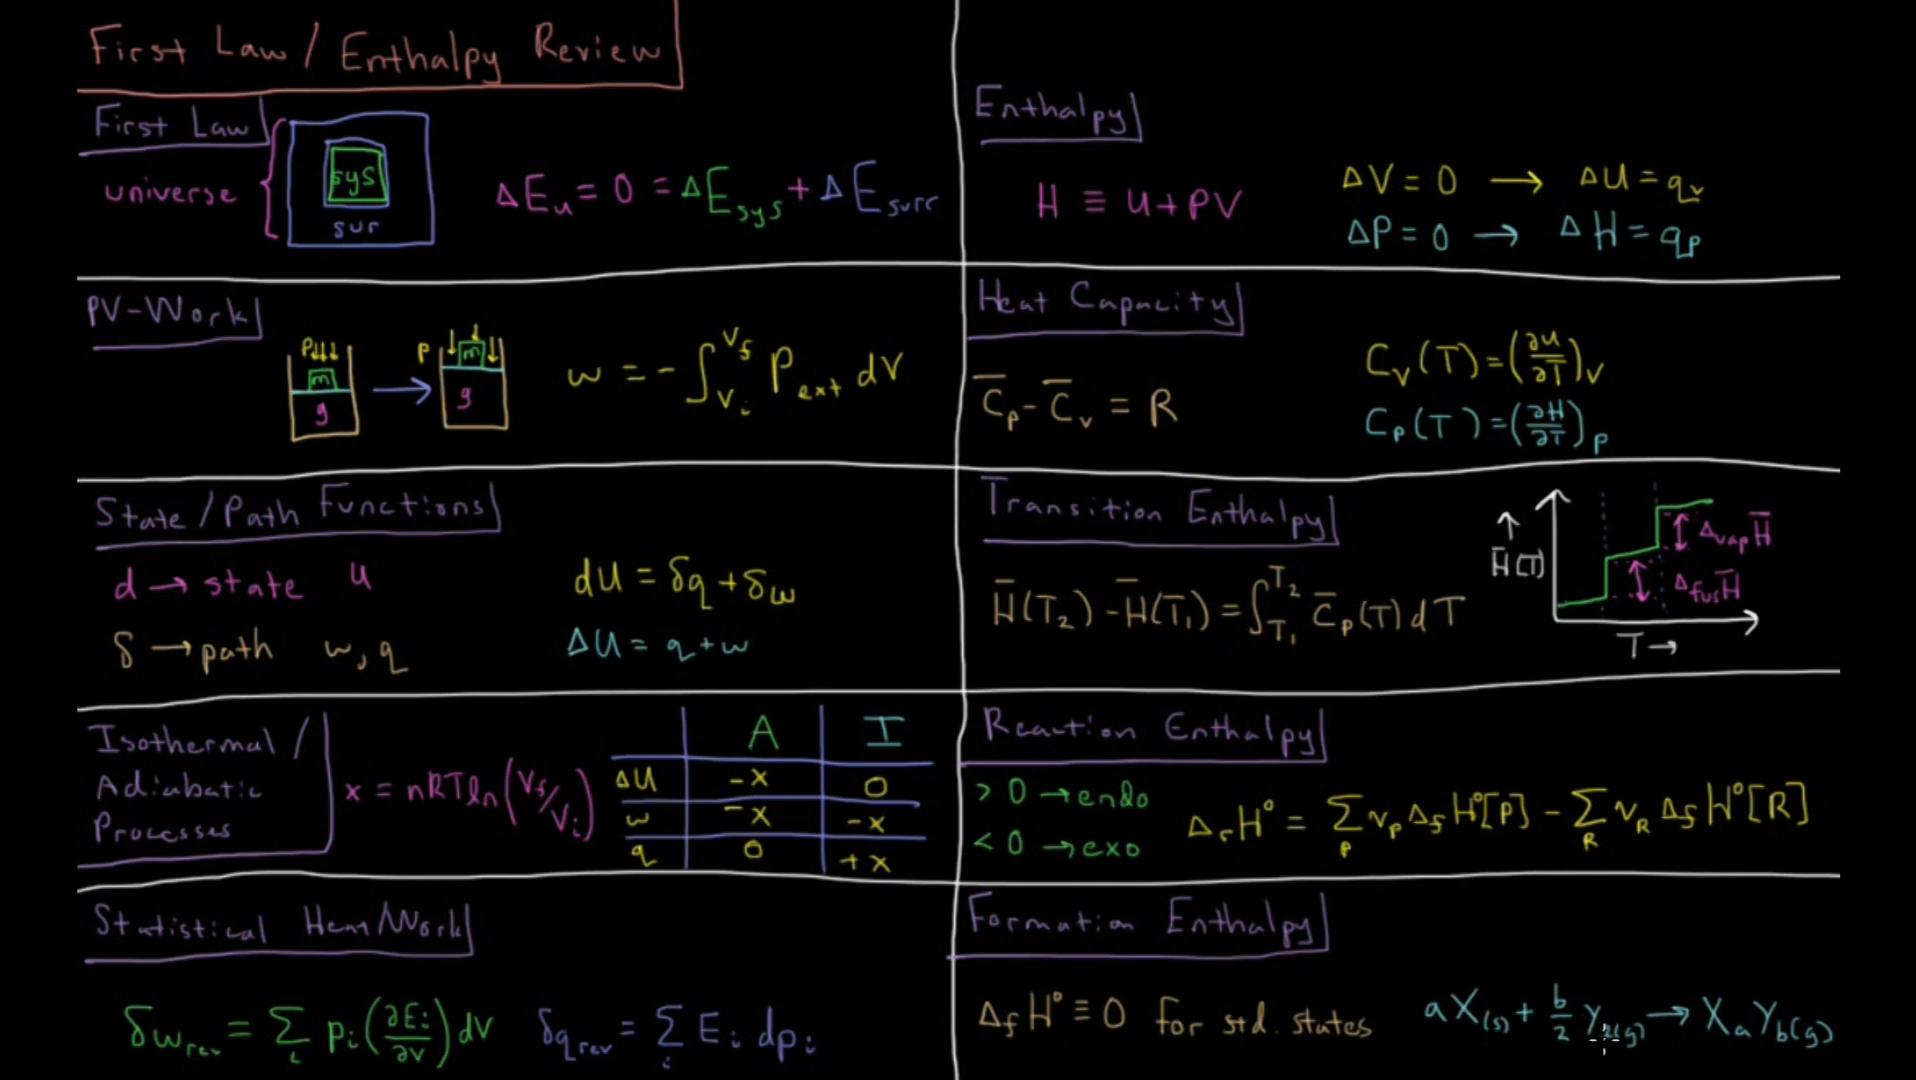 First Law / Enthalpy Review
First Law
universe
sys
sur
ΔE_u = 0 = ΔE_sys + ΔE_surr
PV-Work
P
m
g
P
m
g
w = -∫_{V_i}^{V_f} P_ext dV
State/Path Functions
d → state U
δ → path w, q
dU = δq + δw
ΔU = q + w
Isothermal/
Adiabatic
Processes
x = nRT ln(V_f/V_i)
A I
ΔU -x 0
w -x -x
q 0 +x
Statistical Heat/Work
δw_rev = Σ_i p_i (∂E_i/∂V) dV
δq_rev = Σ_i E_i dp_i
Enthalpy
H ≡ U + PV
ΔV = 0 → ΔU = q_v
ΔP = 0 → ΔH = q_p
Heat Capacity
C̅_p - C̅_v = R
C_v(T) = (∂U/∂T)_V
C_p(T) = (∂H/∂T)_P
Transition Enthalpy
H̅(T_2) - H̅(T_1) = ∫_{T_1}^{T_2} C̅_p(T) dT
↑
H̅(T)
Δ_vap H̅
Δ_fus H̅
T →
Reaction Enthalpy
> 0 → endo
< 0 → exo
Δ_r H° = Σ_P ν_P Δ_f H°[P] - Σ_R ν_R Δ_f H°[R]
Formation Enthalpy
Δ_f H° ≡ 0 for std. states
aX_(s) + b/2 Y_2(g) → X_a Y_b(g)